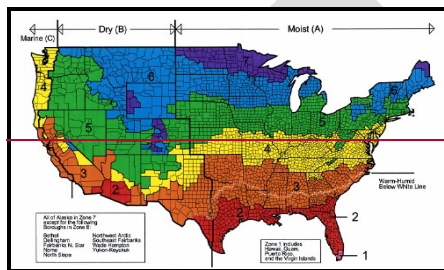 Marine (C)
Dry (B)
Moist (A)
7
6
6
4
5
5
6
4
3
3
2
2
2
2
1
Warm-Humid
Below White Line
All of Alaska in Zone 7
except for the following
Boroughs in Zone 8:
Bethel Northwest Arctic
Dellingham Southeast Fairbanks
Fairbanks N. Star Wade Hampton
Nome Yukon-Koyukuk
North Slope
Zone 1 includes
Hawaii, Guam,
Puerto Rico,
and the Virgin Islands